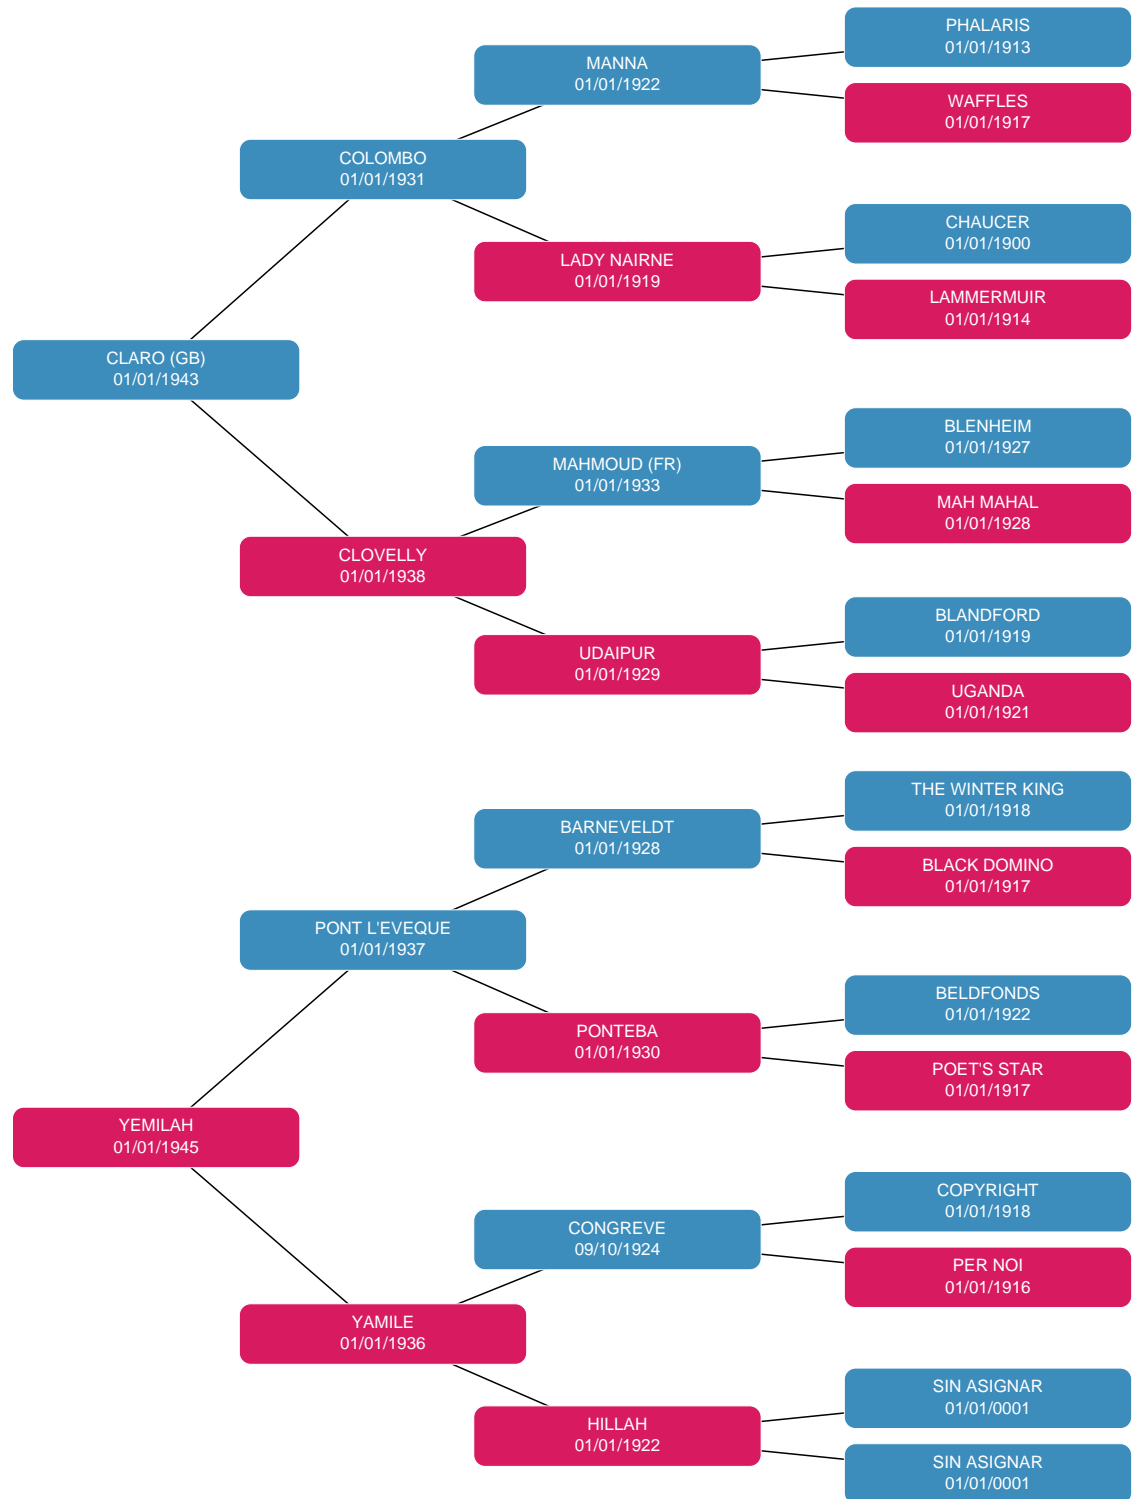 PHALARIS
01/01/1913
MANNA
01/01/1922
WAFFLES
01/01/1917
COLOMBO
01/01/1931
CHAUCER
01/01/1900
LADY NAIRNE
01/01/1919
LAMMERMUIR
01/01/1914
CLARO (GB)
01/01/1943
BLENHEIM
01/01/1927
MAHMOUD (FR)
01/01/1933
MAH MAHAL
01/01/1928
CLOVELLY
01/01/1938
BLANDFORD
01/01/1919
UDAIPUR
01/01/1929
UGANDA
01/01/1921
THE WINTER KING
01/01/1918
BARNEVELDT
01/01/1928
BLACK DOMINO
01/01/1917
PONT L'EVEQUE
01/01/1937
BELDFONDS
01/01/1922
PONTEBA
01/01/1930
POET'S STAR
01/01/1917
YEMILAH
01/01/1945
COPYRIGHT
01/01/1918
CONGREVE
09/10/1924
PER NOI
01/01/1916
YAMILE
01/01/1936
SIN ASIGNAR
01/01/0001
HILLAH
01/01/1922
SIN ASIGNAR
01/01/0001